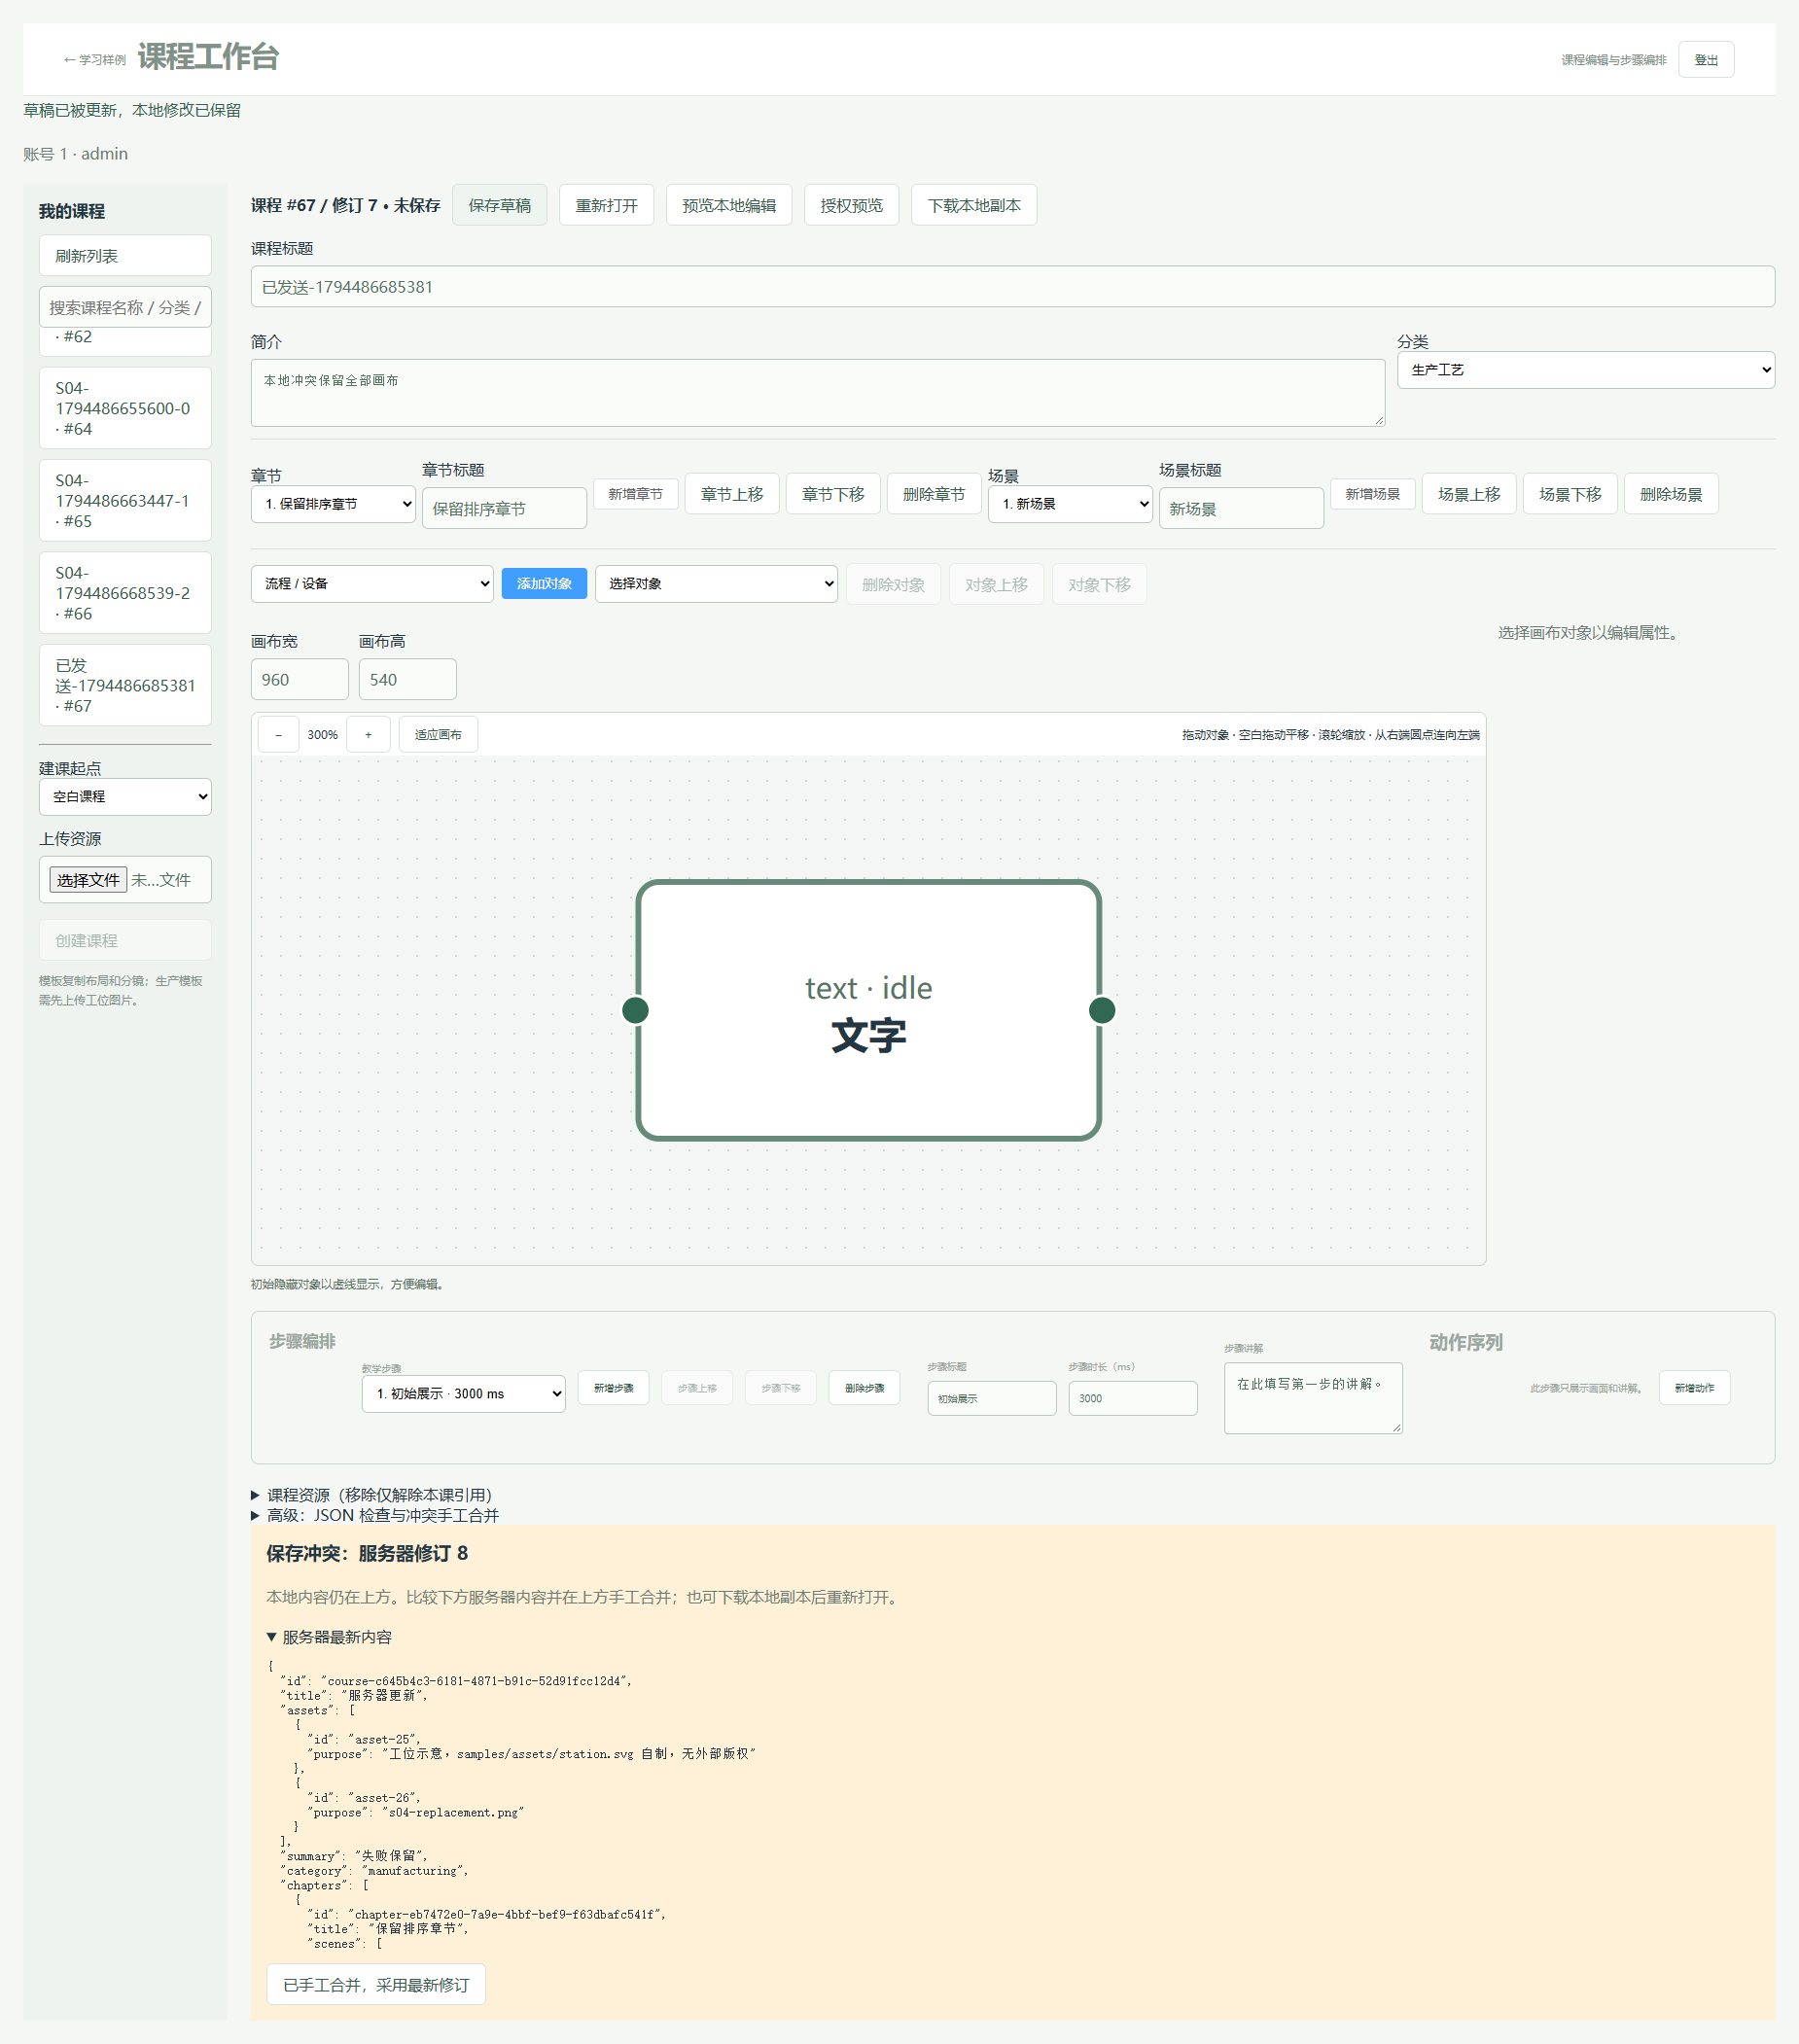 ← 学习样例 课程工作台
课程编辑与步骤编排 登出
草稿已被更新，本地修改已保留
账号 1 · admin
我的课程
刷新列表
搜索课程名称 / 分类 /
· #62
S04-
1794486655600-0
· #64
S04-
1794486663447-1
· #65
S04-
1794486668539-2
· #66
已发
送-1794486685381
· #67
建课起点
空白课程
上传资源
选择文件 未...文件
创建课程
模板复制布局和分镜；生产模板
需先上传工位图片。
课程 #67 / 修订 7 • 未保存 保存草稿 重新打开 预览本地编辑 授权预览 下载本地副本
课程标题
已发送-1794486685381
简介
本地冲突保留全部画布
分类
生产工艺
章节
1. 保留排序章节
章节标题
保留排序章节
新增章节 章节上移 章节下移 删除章节
场景
1. 新场景
场景标题
新场景
新增场景 场景上移 场景下移 删除场景
流程 / 设备 添加对象 选择对象 删除对象 对象上移 对象下移
画布宽 画布高
960 540
选择画布对象以编辑属性。
− 300% + 适应画布 拖动对象 · 空白拖动平移 · 滚轮缩放 · 从右端圆点连向左端
text · idle
文字
初始隐藏对象以虚线显示，方便编辑。
步骤编排
教学步骤
1. 初始展示 · 3000 ms
新增步骤 步骤上移 步骤下移 删除步骤
步骤标题
初始展示
步骤时长（ms）
3000
步骤讲解
在此填写第一步的讲解。
动作序列
此步骤只展示画面和讲解。 新增动作
▶ 课程资源（移除仅解除本课引用）
▶ 高级：JSON 检查与冲突手工合并
保存冲突：服务器修订 8
本地内容仍在上方。比较下方服务器内容并在上方手工合并；也可下载本地副本后重新打开。
▼ 服务器最新内容
{
  "id": "course-c645b4c3-6181-4871-b91c-52d91fcc12d4",
  "title": "服务器更新",
  "assets": [
    {
      "id": "asset-25",
      "purpose": "工位示意，samples/assets/station.svg 自制，无外部版权"
    },
    {
      "id": "asset-26",
      "purpose": "s04-replacement.png"
    }
  ],
  "summary": "失败保留",
  "category": "manufacturing",
  "chapters": [
    {
      "id": "chapter-eb7472e0-7a9e-4bbf-bef9-f63dbafc541f",
      "title": "保留排序章节",
      "scenes": [
已手工合并，采用最新修订